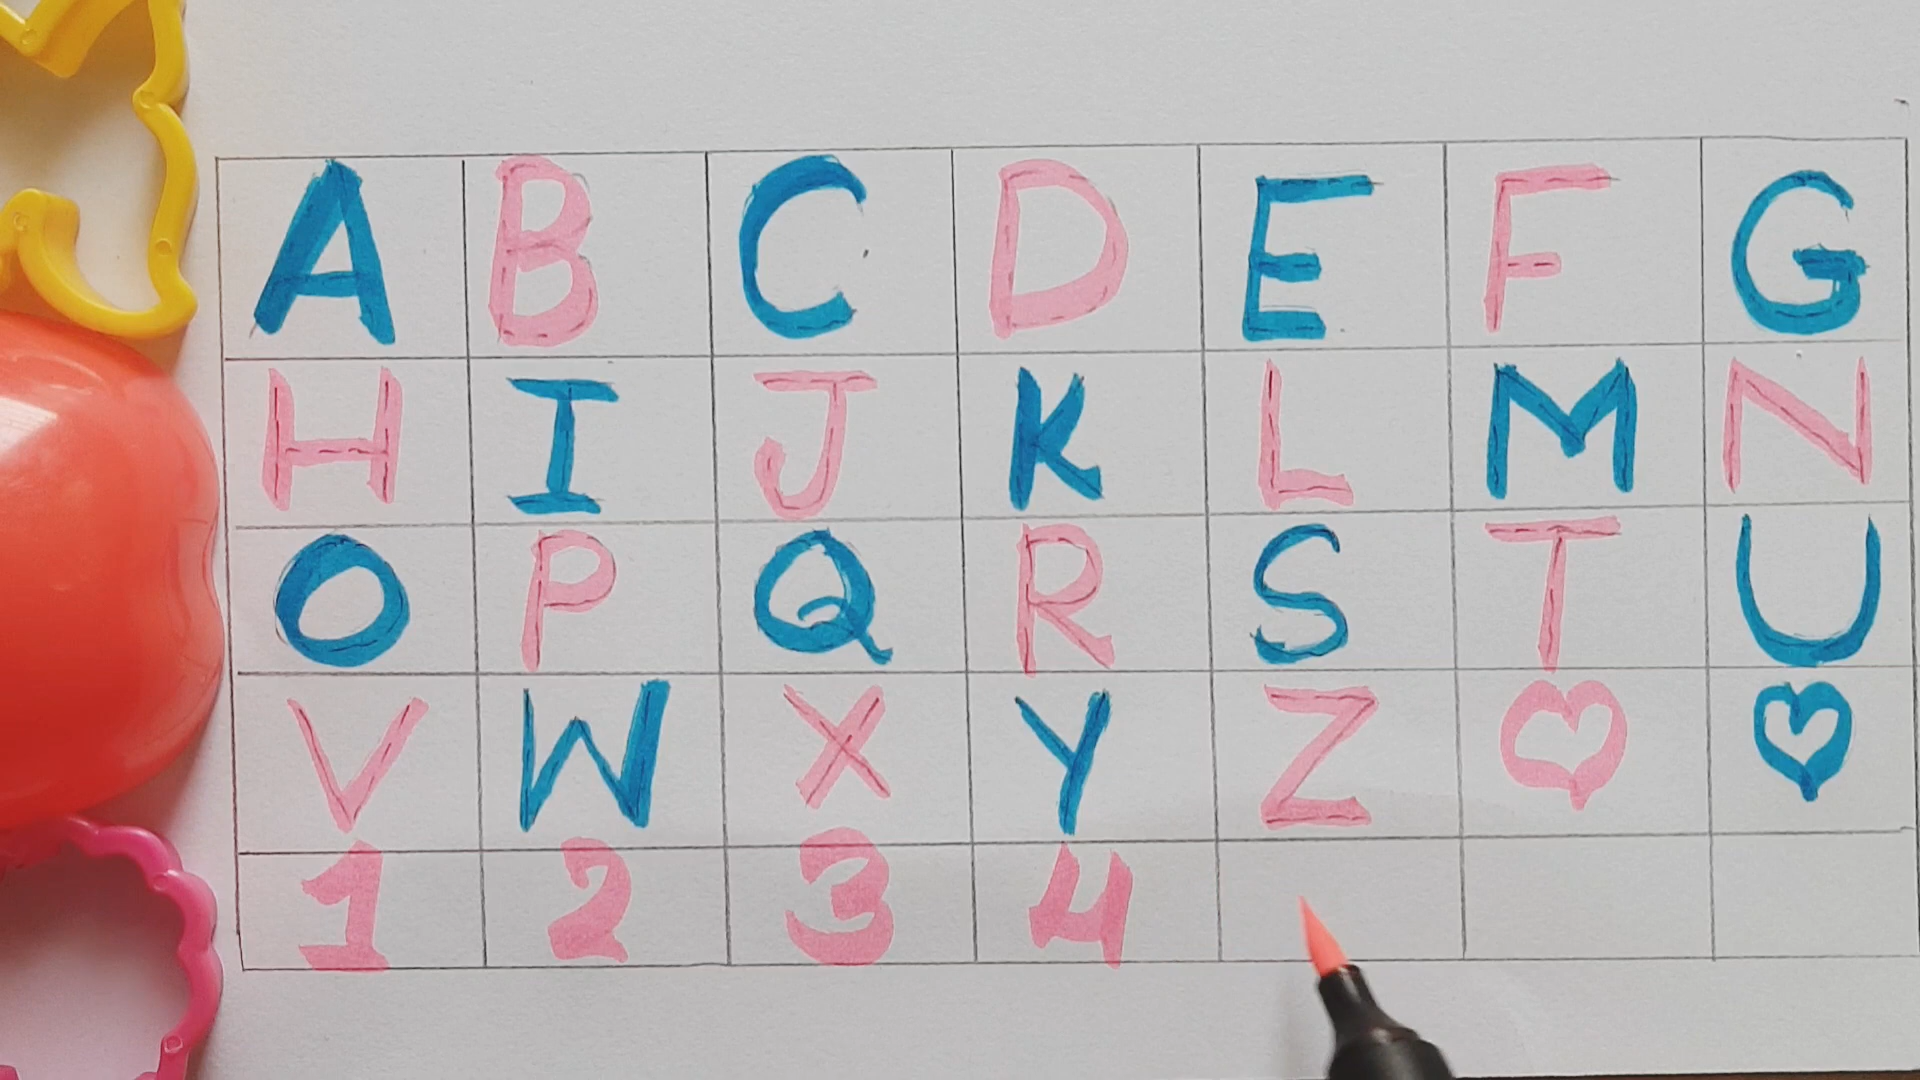 A B C D E F G
H I J K L M N
O P Q R S T U
V W X Y Z
1 2 3 4